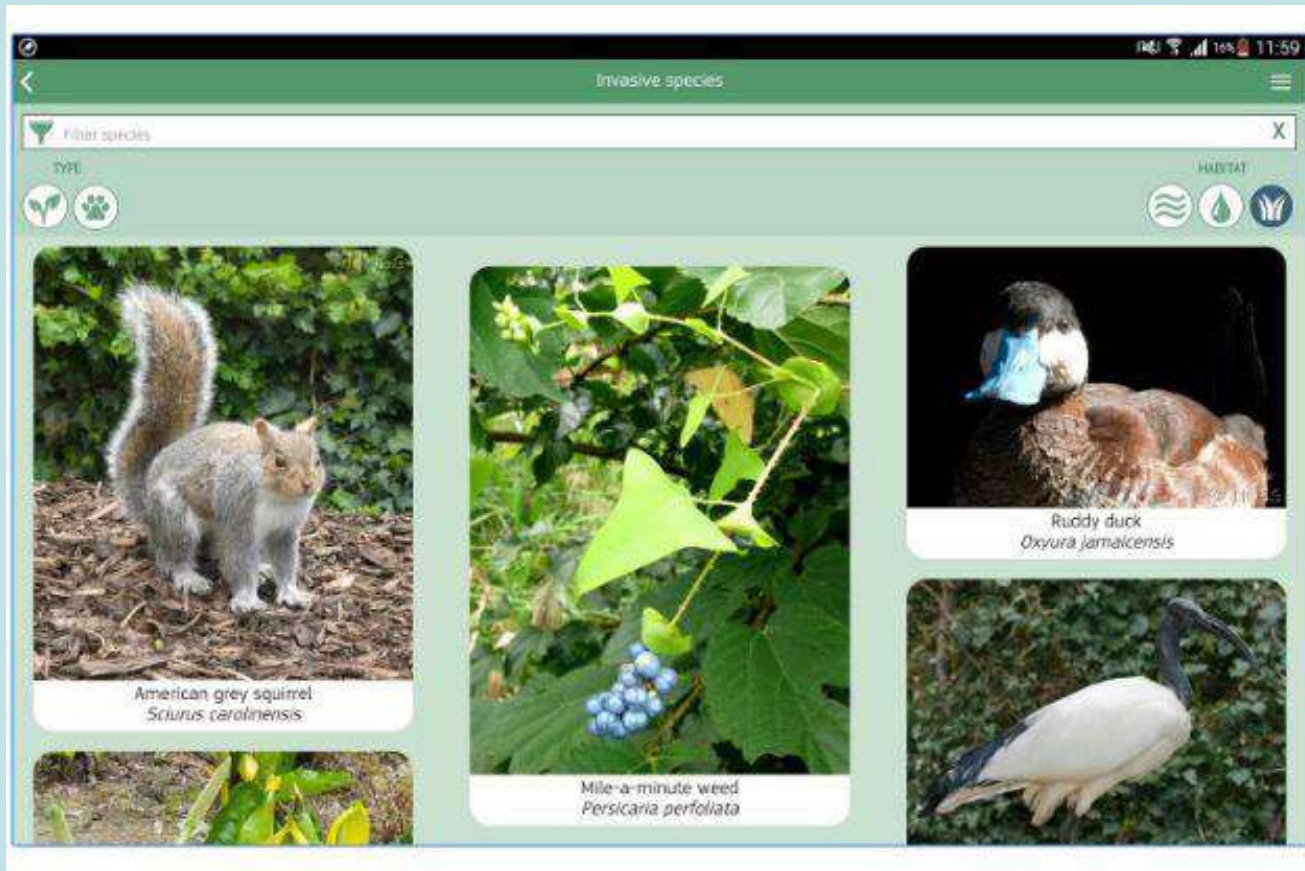 16% 11:59
Invasive species
Filter species
X
TYPE
HABITAT
American grey squirrel
Sciurus carolinensis
Mile-a-minute weed
Persicaria perfoliata
Ruddy duck
Oxyura jamaicensis